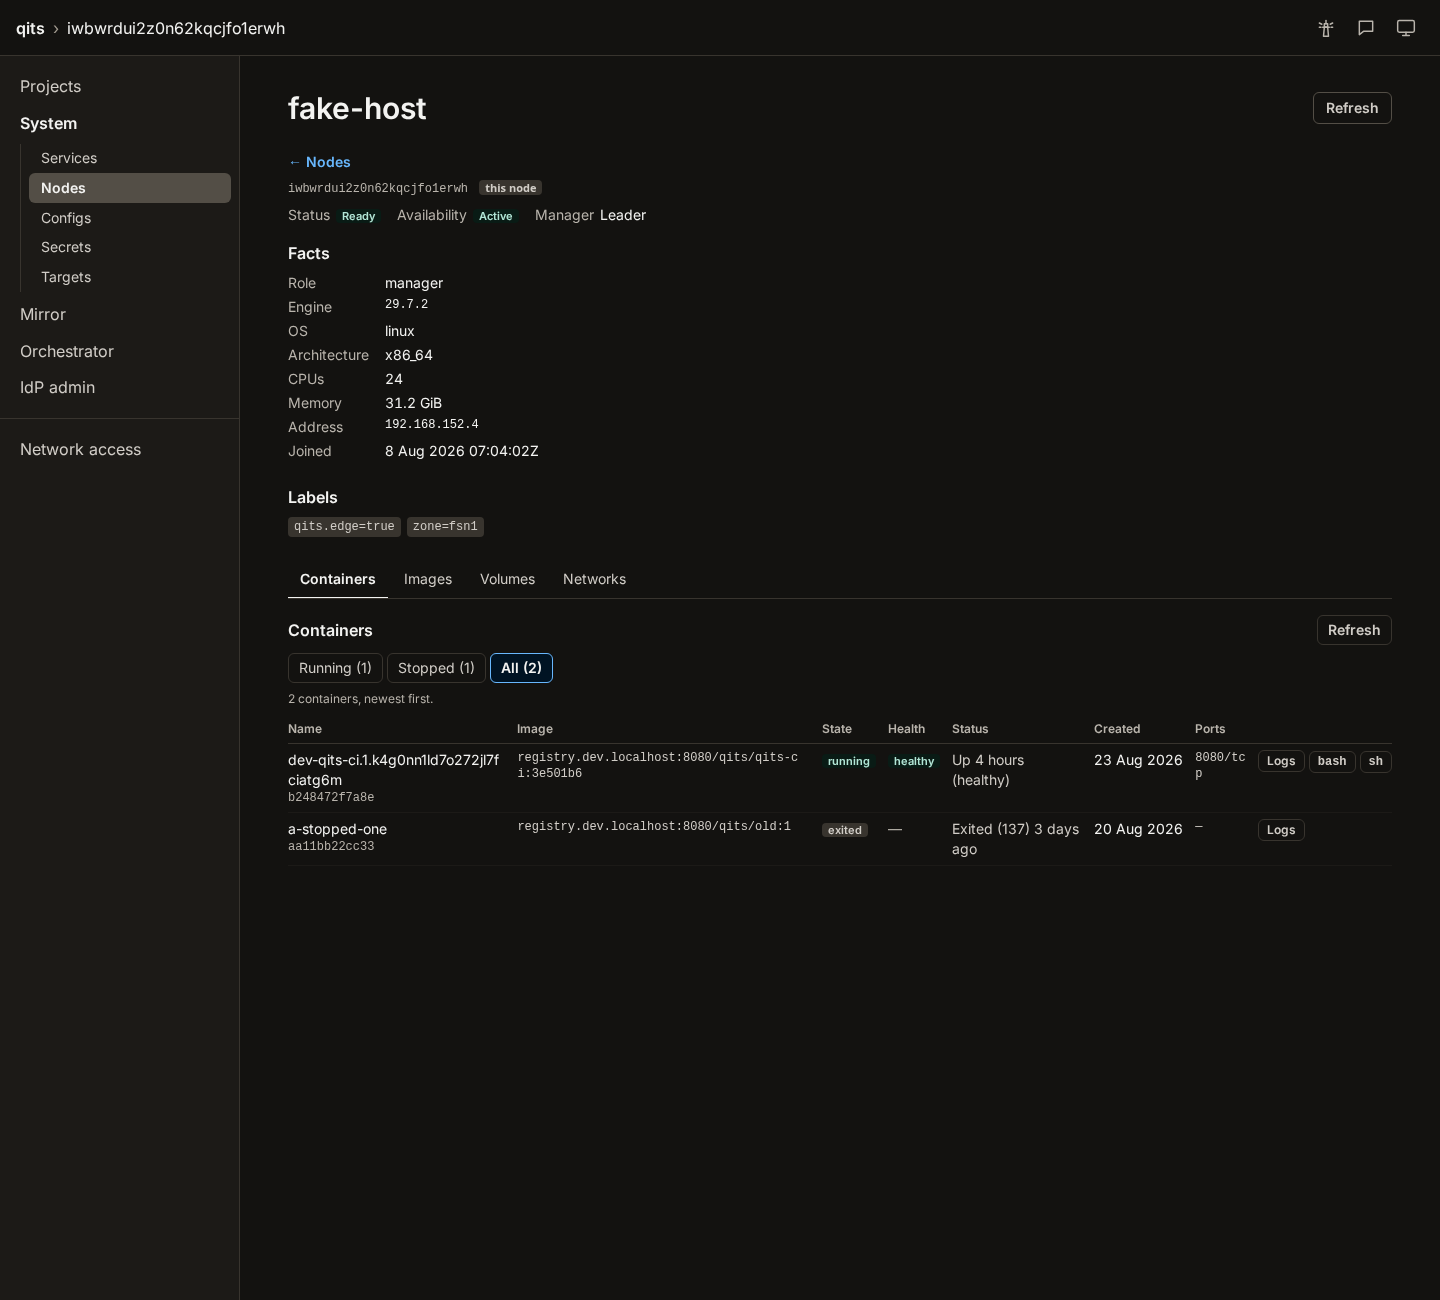 qits › iwbwrdui2z0n62kqcjfo1erwh
Projects
System
Services
Nodes
Configs
Secrets
Targets
Mirror
Orchestrator
IdP admin
Network access
fake-host
Refresh
← Nodes
iwbwrdui2z0n62kqcjfo1erwh this node
Status Ready Availability Active Manager Leader
Facts
Role manager
Engine 29.7.2
OS linux
Architecture x86_64
CPUs 24
Memory 31.2 GiB
Address 192.168.152.4
Joined 8 Aug 2026 07:04:02Z
Labels
qits.edge=true zone=fsn1
Containers Images Volumes Networks
Containers
Refresh
Running (1) Stopped (1) All (2)
2 containers, newest first.
Name Image State Health Status Created Ports
dev-qits-ci.1.k4g0nn1ld7o272jl7f registry.dev.localhost:8080/qits/qits-c running healthy Up 4 hours 23 Aug 2026 8080/tc Logs bash sh
ciatg6m i:3e501b6 (healthy) p
b248472f7a8e
a-stopped-one registry.dev.localhost:8080/qits/old:1 exited — Exited (137) 3 days 20 Aug 2026 — Logs
aa11bb22cc33 ago